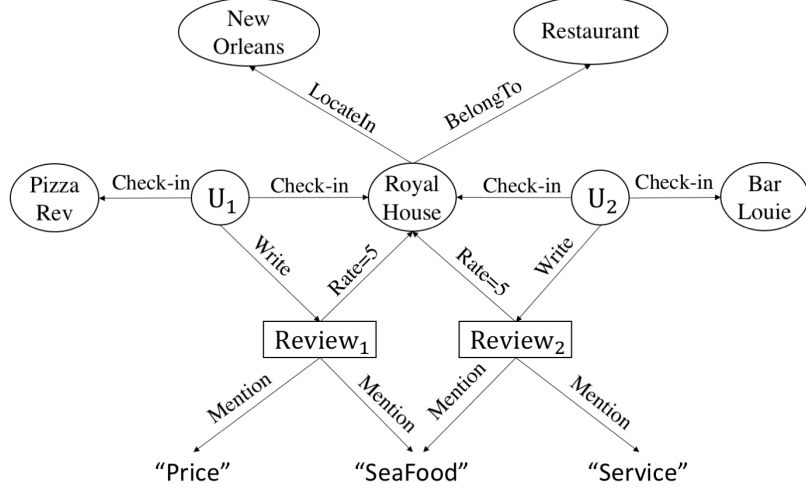 New
Orleans
Restaurant
LocateIn
BelongTo
Pizza
Rev
Check-in
U₁
Check-in
Royal
House
Check-in
U₂
Check-in
Bar
Louie
Write
Rate=5
Rate=5
Write
Review₁
Review₂
Mention
Mention
Mention
Mention
“Price”
“SeaFood”
“Service”